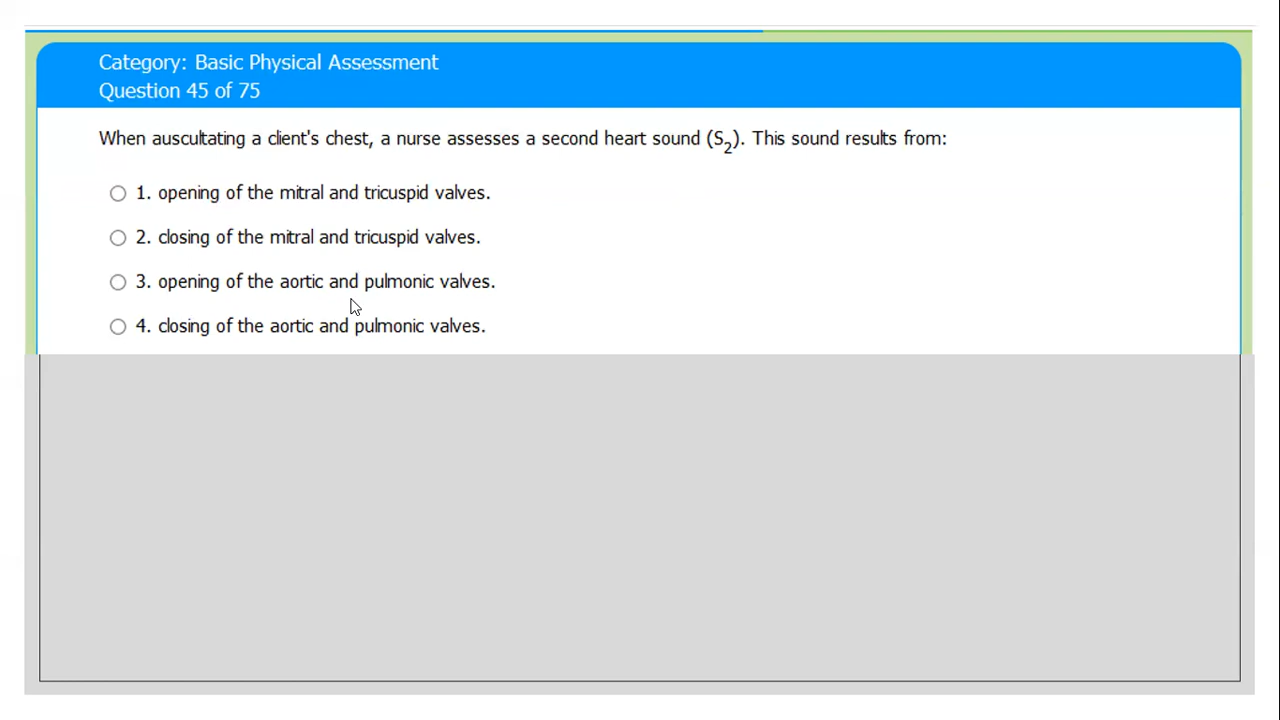 Category: Basic Physical Assessment
Question 45 of 75
When auscultating a client's chest, a nurse assesses a second heart sound (S₂). This sound results from:
1. opening of the mitral and tricuspid valves.
2. closing of the mitral and tricuspid valves.
3. opening of the aortic and pulmonic valves.
4. closing of the aortic and pulmonic valves.